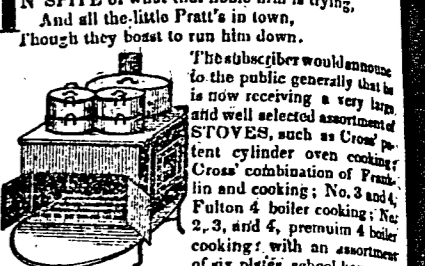 IN SPITE of what that noble firm is trying,
And all the little Pratt's in town,
Though they boast to run him down.
The subscriber would announce
to the public generally that he
is now receiving a very large
and well selected assortment of
STOVES, such as Cross' pa-
tent cylinder oven cooking;
Cross' combination of Frank-
lin and cooking; No. 3 and 4,
Fulton 4 boiler cooking; No.
2, 3, and 4, premuim 4 boiler
cooking; with an assortment
of six plates, school